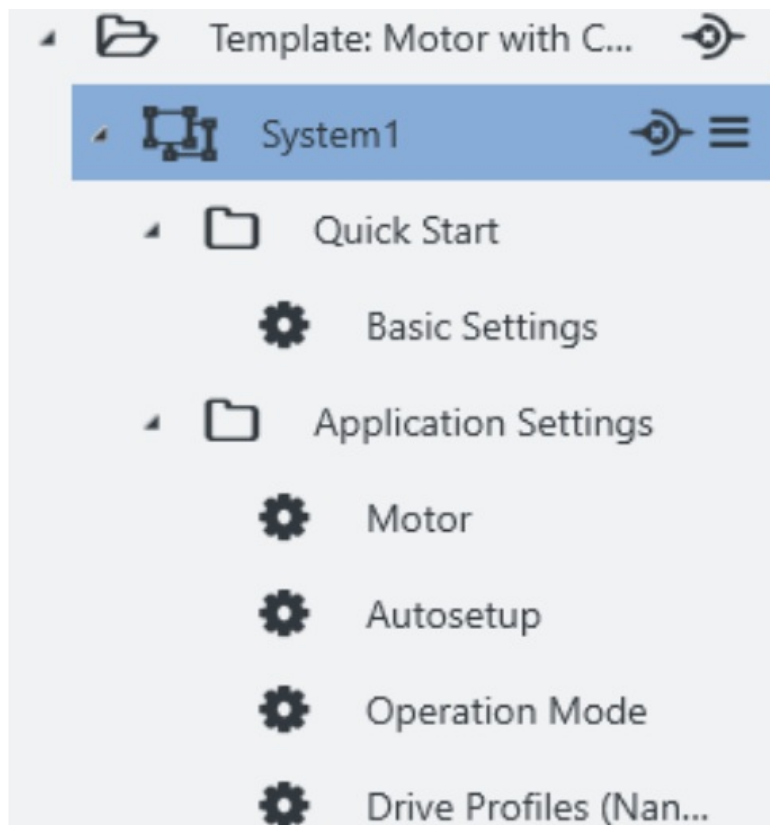 Template: Motor with C...
System1
Quick Start
Basic Settings
Application Settings
Motor
Autosetup
Operation Mode
Drive Profiles (Nan...